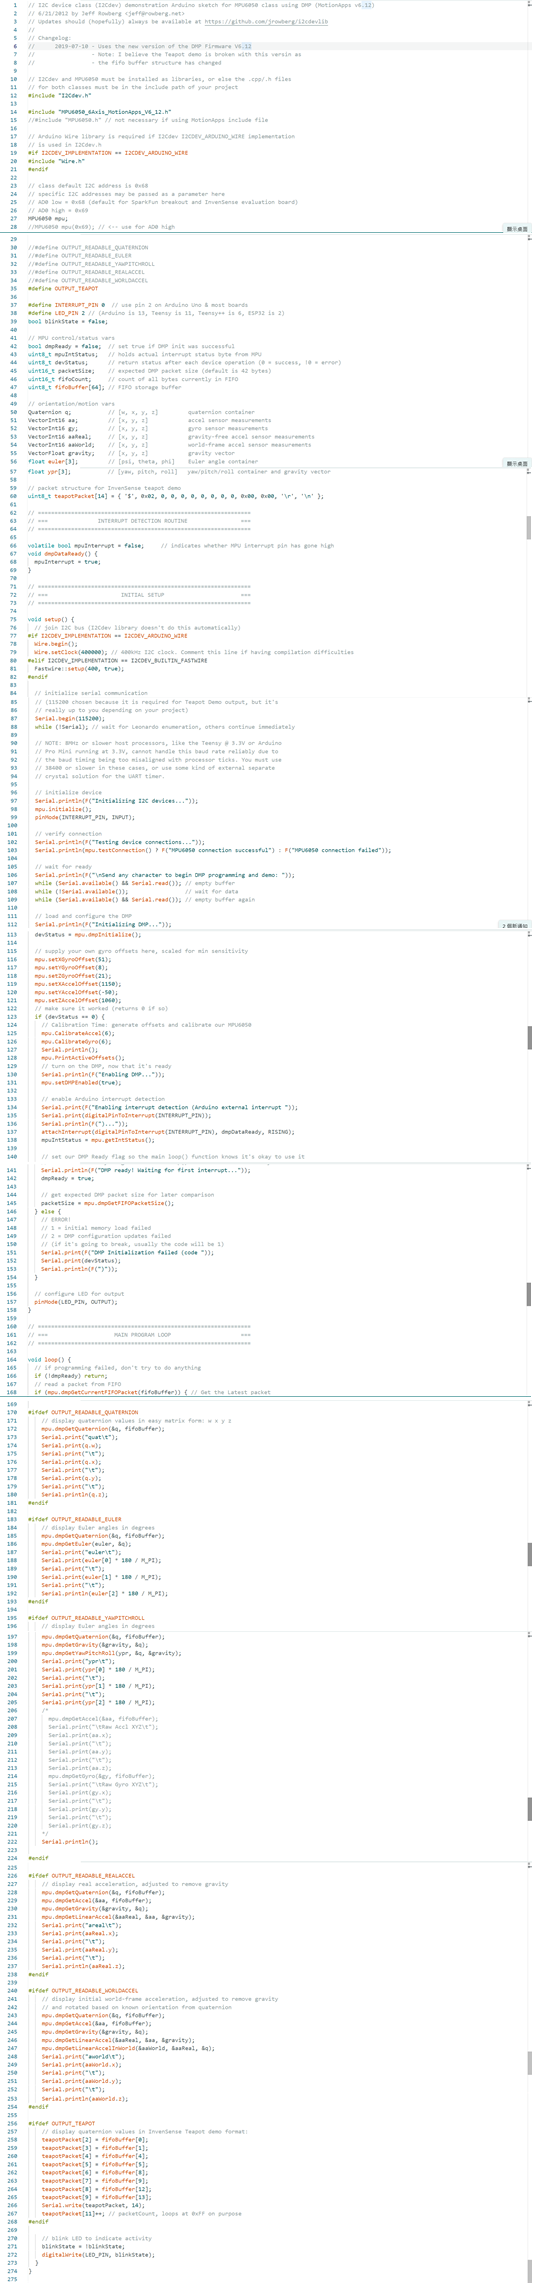 1 // I2C device class (I2Cdev) demonstration Arduino sketch for MPU6050 class using DMP (MotionApps v6.12)
2 // 6/21/2012 by Jeff Rowberg <jeff@rowberg.net>
3 // Updates should (hopefully) always be available at https://github.com/jrowberg/i2cdevlib
4 //
5 // Changelog:
6 //      2019-07-10 - Uses the new version of the DMP Firmware V6.12
7 //                 - Note: I believe the Teapot demo is broken with this versin as
8 //                 - the fifo buffer structure has changed
9
10 // I2Cdev and MPU6050 must be installed as libraries, or else the .cpp/.h files
11 // for both classes must be in the include path of your project
12 #include "I2Cdev.h"
13
14 #include "MPU6050_6Axis_MotionApps_V6_12.h"
15 //#include "MPU6050.h" // not necessary if using MotionApps include file
16
17 // Arduino Wire library is required if I2Cdev I2CDEV_ARDUINO_WIRE implementation
18 // is used in I2Cdev.h
19 #if I2CDEV_IMPLEMENTATION == I2CDEV_ARDUINO_WIRE
20 #include "Wire.h"
21 #endif
22
23 // class default I2C address is 0x68
24 // specific I2C addresses may be passed as a parameter here
25 // AD0 low = 0x68 (default for SparkFun breakout and InvenSense evaluation board)
26 // AD0 high = 0x69
27 MPU6050 mpu;
28 //MPU6050 mpu(0x69); // <-- use for AD0 high
顯示桌面
29
30 //#define OUTPUT_READABLE_QUATERNION
31 //#define OUTPUT_READABLE_EULER
32 //#define OUTPUT_READABLE_YAWPITCHROLL
33 //#define OUTPUT_READABLE_REALACCEL
34 //#define OUTPUT_READABLE_WORLDACCEL
35 #define OUTPUT_TEAPOT
36
37 #define INTERRUPT_PIN 0  // use pin 2 on Arduino Uno & most boards
38 #define LED_PIN 2 // (Arduino is 13, Teensy is 11, Teensy++ is 6, ESP32 is 2)
39 bool blinkState = false;
40
41 // MPU control/status vars
42 bool dmpReady = false;  // set true if DMP init was successful
43 uint8_t mpuIntStatus;   // holds actual interrupt status byte from MPU
44 uint8_t devStatus;      // return status after each device operation (0 = success, !0 = error)
45 uint16_t packetSize;    // expected DMP packet size (default is 42 bytes)
46 uint16_t fifoCount;     // count of all bytes currently in FIFO
47 uint8_t fifoBuffer[64]; // FIFO storage buffer
48
49 // orientation/motion vars
50 Quaternion q;           // [w, x, y, z]         quaternion container
51 VectorInt16 aa;         // [x, y, z]            accel sensor measurements
52 VectorInt16 gy;         // [x, y, z]            gyro sensor measurements
53 VectorInt16 aaReal;     // [x, y, z]            gravity-free accel sensor measurements
54 VectorInt16 aaWorld;    // [x, y, z]            world-frame accel sensor measurements
55 VectorFloat gravity;    // [x, y, z]            gravity vector
56 float euler[3];         // [psi, theta, phi]    Euler angle container
顯示桌面
57 float ypr[3];           // [yaw, pitch, roll]   yaw/pitch/roll container and gravity vector
58
59 // packet structure for InvenSense teapot demo
60 uint8_t teapotPacket[14] = { '$', 0x02, 0, 0, 0, 0, 0, 0, 0, 0, 0x00, 0x00, '\r', '\n' };
61
62 // ================================================================
63 // ===               INTERRUPT DETECTION ROUTINE                ===
64 // ================================================================
65
66 volatile bool mpuInterrupt = false;     // indicates whether MPU interrupt pin has gone high
67 void dmpDataReady() {
68   mpuInterrupt = true;
69 }
70
71 // ================================================================
72 // ===                      INITIAL SETUP                       ===
73 // ================================================================
74
75 void setup() {
76   // join I2C bus (I2Cdev library doesn't do this automatically)
77 #if I2CDEV_IMPLEMENTATION == I2CDEV_ARDUINO_WIRE
78   Wire.begin();
79   Wire.setClock(400000); // 400kHz I2C clock. Comment this line if having compilation difficulties
80 #elif I2CDEV_IMPLEMENTATION == I2CDEV_BUILTIN_FASTWIRE
81   Fastwire::setup(400, true);
82 #endif
83
84   // initialize serial communication
85   // (115200 chosen because it is required for Teapot Demo output, but it's
86   // really up to you depending on your project)
87   Serial.begin(115200);
88   while (!Serial); // wait for Leonardo enumeration, others continue immediately
89
90   // NOTE: 8MHz or slower host processors, like the Teensy @ 3.3V or Arduino
91   // Pro Mini running at 3.3V, cannot handle this baud rate reliably due to
92   // the baud timing being too misaligned with processor ticks. You must use
93   // 38400 or slower in these cases, or use some kind of external separate
94   // crystal solution for the UART timer.
95
96   // initialize device
97   Serial.println(F("Initializing I2C devices..."));
98   mpu.initialize();
99   pinMode(INTERRUPT_PIN, INPUT);
100
101   // verify connection
102   Serial.println(F("Testing device connections..."));
103   Serial.println(mpu.testConnection() ? F("MPU6050 connection successful") : F("MPU6050 connection failed"));
104
105   // wait for ready
106   Serial.println(F("\nSend any character to begin DMP programming and demo: "));
107   while (Serial.available() && Serial.read()); // empty buffer
108   while (!Serial.available());                 // wait for data
109   while (Serial.available() && Serial.read()); // empty buffer again
110
111   // load and configure the DMP
112   Serial.println(F("Initializing DMP..."));
2 個新通知
113   devStatus = mpu.dmpInitialize();
114
115   // supply your own gyro offsets here, scaled for min sensitivity
116   mpu.setXGyroOffset(51);
117   mpu.setYGyroOffset(8);
118   mpu.setZGyroOffset(21);
119   mpu.setXAccelOffset(1150);
120   mpu.setYAccelOffset(-50);
121   mpu.setZAccelOffset(1060);
122   // make sure it worked (returns 0 if so)
123   if (devStatus == 0) {
124     // Calibration Time: generate offsets and calibrate our MPU6050
125     mpu.CalibrateAccel(6);
126     mpu.CalibrateGyro(6);
127     Serial.println();
128     mpu.PrintActiveOffsets();
129     // turn on the DMP, now that it's ready
130     Serial.println(F("Enabling DMP..."));
131     mpu.setDMPEnabled(true);
132
133     // enable Arduino interrupt detection
134     Serial.print(F("Enabling interrupt detection (Arduino external interrupt "));
135     Serial.print(digitalPinToInterrupt(INTERRUPT_PIN));
136     Serial.println(F(")..."));
137     attachInterrupt(digitalPinToInterrupt(INTERRUPT_PIN), dmpDataReady, RISING);
138     mpuIntStatus = mpu.getIntStatus();
139
140     // set our DMP Ready flag so the main loop() function knows it's okay to use it
141     Serial.println(F("DMP ready! Waiting for first interrupt..."));
142     dmpReady = true;
143
144     // get expected DMP packet size for later comparison
145     packetSize = mpu.dmpGetFIFOPacketSize();
146   } else {
147     // ERROR!
148     // 1 = initial memory load failed
149     // 2 = DMP configuration updates failed
150     // (if it's going to break, usually the code will be 1)
151     Serial.print(F("DMP Initialization failed (code "));
152     Serial.print(devStatus);
153     Serial.println(F(")"));
154   }
155
156   // configure LED for output
157   pinMode(LED_PIN, OUTPUT);
158 }
159
160 // ================================================================
161 // ===                    MAIN PROGRAM LOOP                     ===
162 // ================================================================
163
164 void loop() {
165   // if programming failed, don't try to do anything
166   if (!dmpReady) return;
167   // read a packet from FIFO
168   if (mpu.dmpGetCurrentFIFOPacket(fifoBuffer)) { // Get the Latest packet
169
170 #ifdef OUTPUT_READABLE_QUATERNION
171     // display quaternion values in easy matrix form: w x y z
172     mpu.dmpGetQuaternion(&q, fifoBuffer);
173     Serial.print("quat\t");
174     Serial.print(q.w);
175     Serial.print("\t");
176     Serial.print(q.x);
177     Serial.print("\t");
178     Serial.print(q.y);
179     Serial.print("\t");
180     Serial.println(q.z);
181 #endif
182
183 #ifdef OUTPUT_READABLE_EULER
184     // display Euler angles in degrees
185     mpu.dmpGetQuaternion(&q, fifoBuffer);
186     mpu.dmpGetEuler(euler, &q);
187     Serial.print("euler\t");
188     Serial.print(euler[0] * 180 / M_PI);
189     Serial.print("\t");
190     Serial.print(euler[1] * 180 / M_PI);
191     Serial.print("\t");
192     Serial.println(euler[2] * 180 / M_PI);
193 #endif
194
195 #ifdef OUTPUT_READABLE_YAWPITCHROLL
196     // display Euler angles in degrees
197     mpu.dmpGetQuaternion(&q, fifoBuffer);
198     mpu.dmpGetGravity(&gravity, &q);
199     mpu.dmpGetYawPitchRoll(ypr, &q, &gravity);
200     Serial.print("ypr\t");
201     Serial.print(ypr[0] * 180 / M_PI);
202     Serial.print("\t");
203     Serial.print(ypr[1] * 180 / M_PI);
204     Serial.print("\t");
205     Serial.print(ypr[2] * 180 / M_PI);
206     /*
207       mpu.dmpGetAccel(&aa, fifoBuffer);
208       Serial.print("\tRaw Accl XYZ\t");
209       Serial.print(aa.x);
210       Serial.print("\t");
211       Serial.print(aa.y);
212       Serial.print("\t");
213       Serial.print(aa.z);
214       mpu.dmpGetGyro(&gy, fifoBuffer);
215       Serial.print("\tRaw Gyro XYZ\t");
216       Serial.print(gy.x);
217       Serial.print("\t");
218       Serial.print(gy.y);
219       Serial.print("\t");
220       Serial.print(gy.z);
221     */
222     Serial.println();
223
224 #endif
225
226 #ifdef OUTPUT_READABLE_REALACCEL
227     // display real acceleration, adjusted to remove gravity
228     mpu.dmpGetQuaternion(&q, fifoBuffer);
229     mpu.dmpGetAccel(&aa, fifoBuffer);
230     mpu.dmpGetGravity(&gravity, &q);
231     mpu.dmpGetLinearAccel(&aaReal, &aa, &gravity);
232     Serial.print("areal\t");
233     Serial.print(aaReal.x);
234     Serial.print("\t");
235     Serial.print(aaReal.y);
236     Serial.print("\t");
237     Serial.println(aaReal.z);
238 #endif
239
240 #ifdef OUTPUT_READABLE_WORLDACCEL
241     // display initial world-frame acceleration, adjusted to remove gravity
242     // and rotated based on known orientation from quaternion
243     mpu.dmpGetQuaternion(&q, fifoBuffer);
244     mpu.dmpGetAccel(&aa, fifoBuffer);
245     mpu.dmpGetGravity(&gravity, &q);
246     mpu.dmpGetLinearAccel(&aaReal, &aa, &gravity);
247     mpu.dmpGetLinearAccelInWorld(&aaWorld, &aaReal, &q);
248     Serial.print("aworld\t");
249     Serial.print(aaWorld.x);
250     Serial.print("\t");
251     Serial.print(aaWorld.y);
252     Serial.print("\t");
253     Serial.println(aaWorld.z);
254 #endif
255
256 #ifdef OUTPUT_TEAPOT
257     // display quaternion values in InvenSense Teapot demo format:
258     teapotPacket[2] = fifoBuffer[0];
259     teapotPacket[3] = fifoBuffer[1];
260     teapotPacket[4] = fifoBuffer[4];
261     teapotPacket[5] = fifoBuffer[5];
262     teapotPacket[6] = fifoBuffer[8];
263     teapotPacket[7] = fifoBuffer[9];
264     teapotPacket[8] = fifoBuffer[12];
265     teapotPacket[9] = fifoBuffer[13];
266     Serial.write(teapotPacket, 14);
267     teapotPacket[11]++; // packetCount, loops at 0xFF on purpose
268 #endif
269
270     // blink LED to indicate activity
271     blinkState = !blinkState;
272     digitalWrite(LED_PIN, blinkState);
273   }
274 }
275